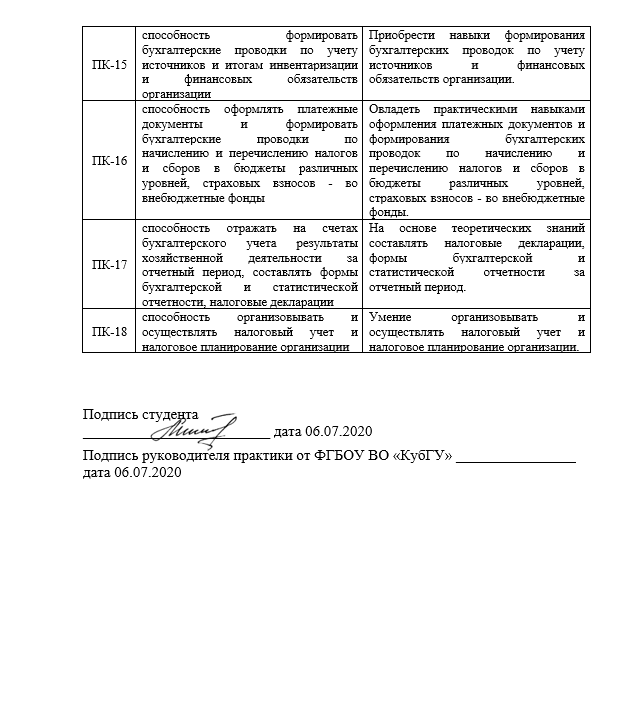 ПК-15
способность формировать
бухгалтерские проводки по учету
источников и итогам инвентаризации
и финансовых обязательств
организации
Приобрести навыки формирования
бухгалтерских проводок по учету
источников и финансовых
обязательств организации.
ПК-16
способность оформлять платежные
документы и формировать
бухгалтерские проводки по
начислению и перечислению налогов
и сборов в бюджеты различных
уровней, страховых взносов - во
внебюджетные фонды
Овладеть практическими навыками
оформления платежных документов и
формирования бухгалтерских
проводок по начислению и
перечислению налогов и сборов в
бюджеты различных уровней,
страховых взносов - во внебюджетные
фонды.
ПК-17
способность отражать на счетах
бухгалтерского учета результаты
хозяйственной деятельности за
отчетный период, составлять формы
бухгалтерской и статистической
отчетности, налоговые декларации
На основе теоретических знаний
составлять налоговые декларации,
формы бухгалтерской и
статистической отчетности за
отчетный период.
ПК-18
способность организовывать и
осуществлять налоговый учет и
налоговое планирование организации
Умение организовывать и
осуществлять налоговый учет и
налоговое планирование организации.
Подпись студента
_________________________ дата 06.07.2020
Подпись руководителя практики от ФГБОУ ВО «КубГУ» ________________
дата 06.07.2020